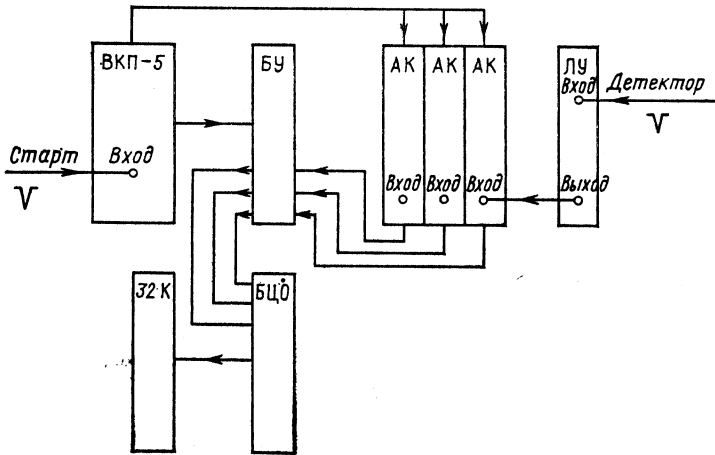 ВКП-5
БУ
АК
АК
АК
ЛУ
Вход
Детектор
Старт
Вход
Вход
Вход
Вход
Выход
32 К
БЦО